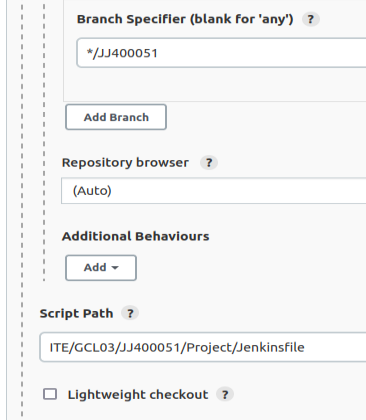 Branch Specifier (blank for 'any') ?
*/JJ400051
Add Branch
Repository browser ?
(Auto)
Additional Behaviours
Add
Script Path ?
ITE/GCL03/JJ400051/Project/Jenkinsfile
Lightweight checkout ?